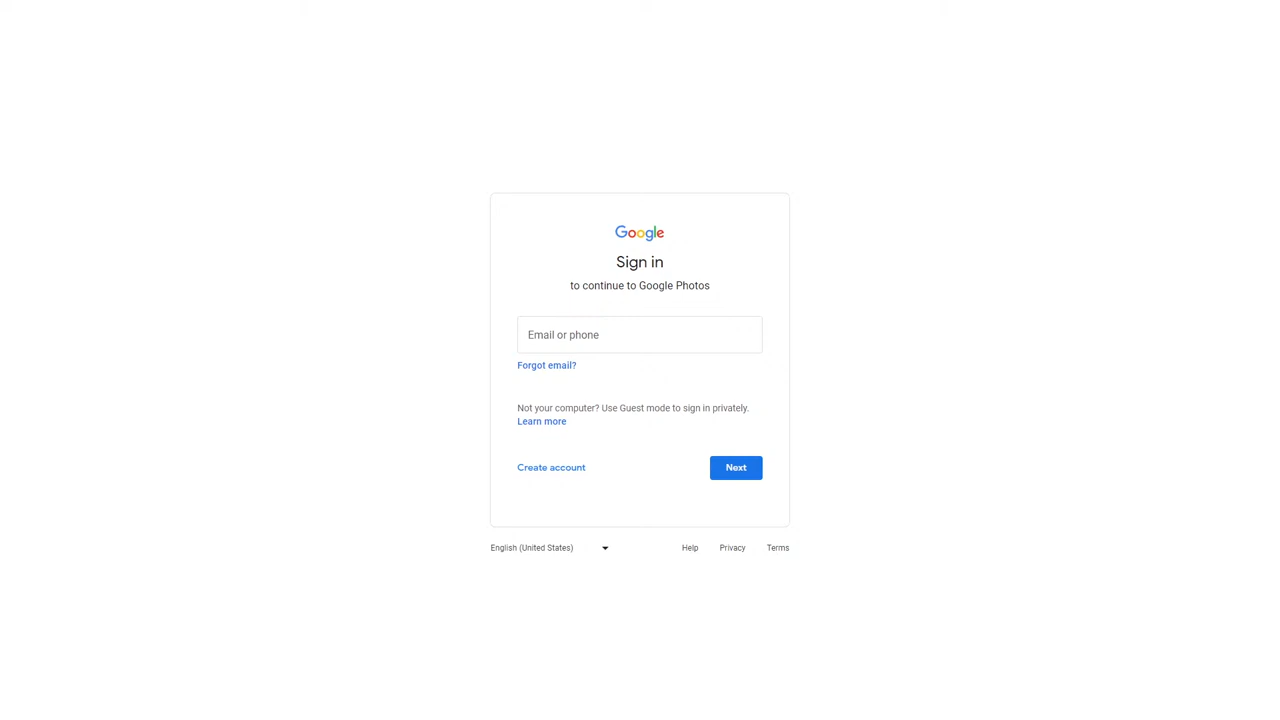 Google
Sign in
to continue to Google Photos
Email or phone
Forgot email?
Not your computer? Use Guest mode to sign in privately.
Learn more
Create account
Next
English (United States)
Help
Privacy
Terms